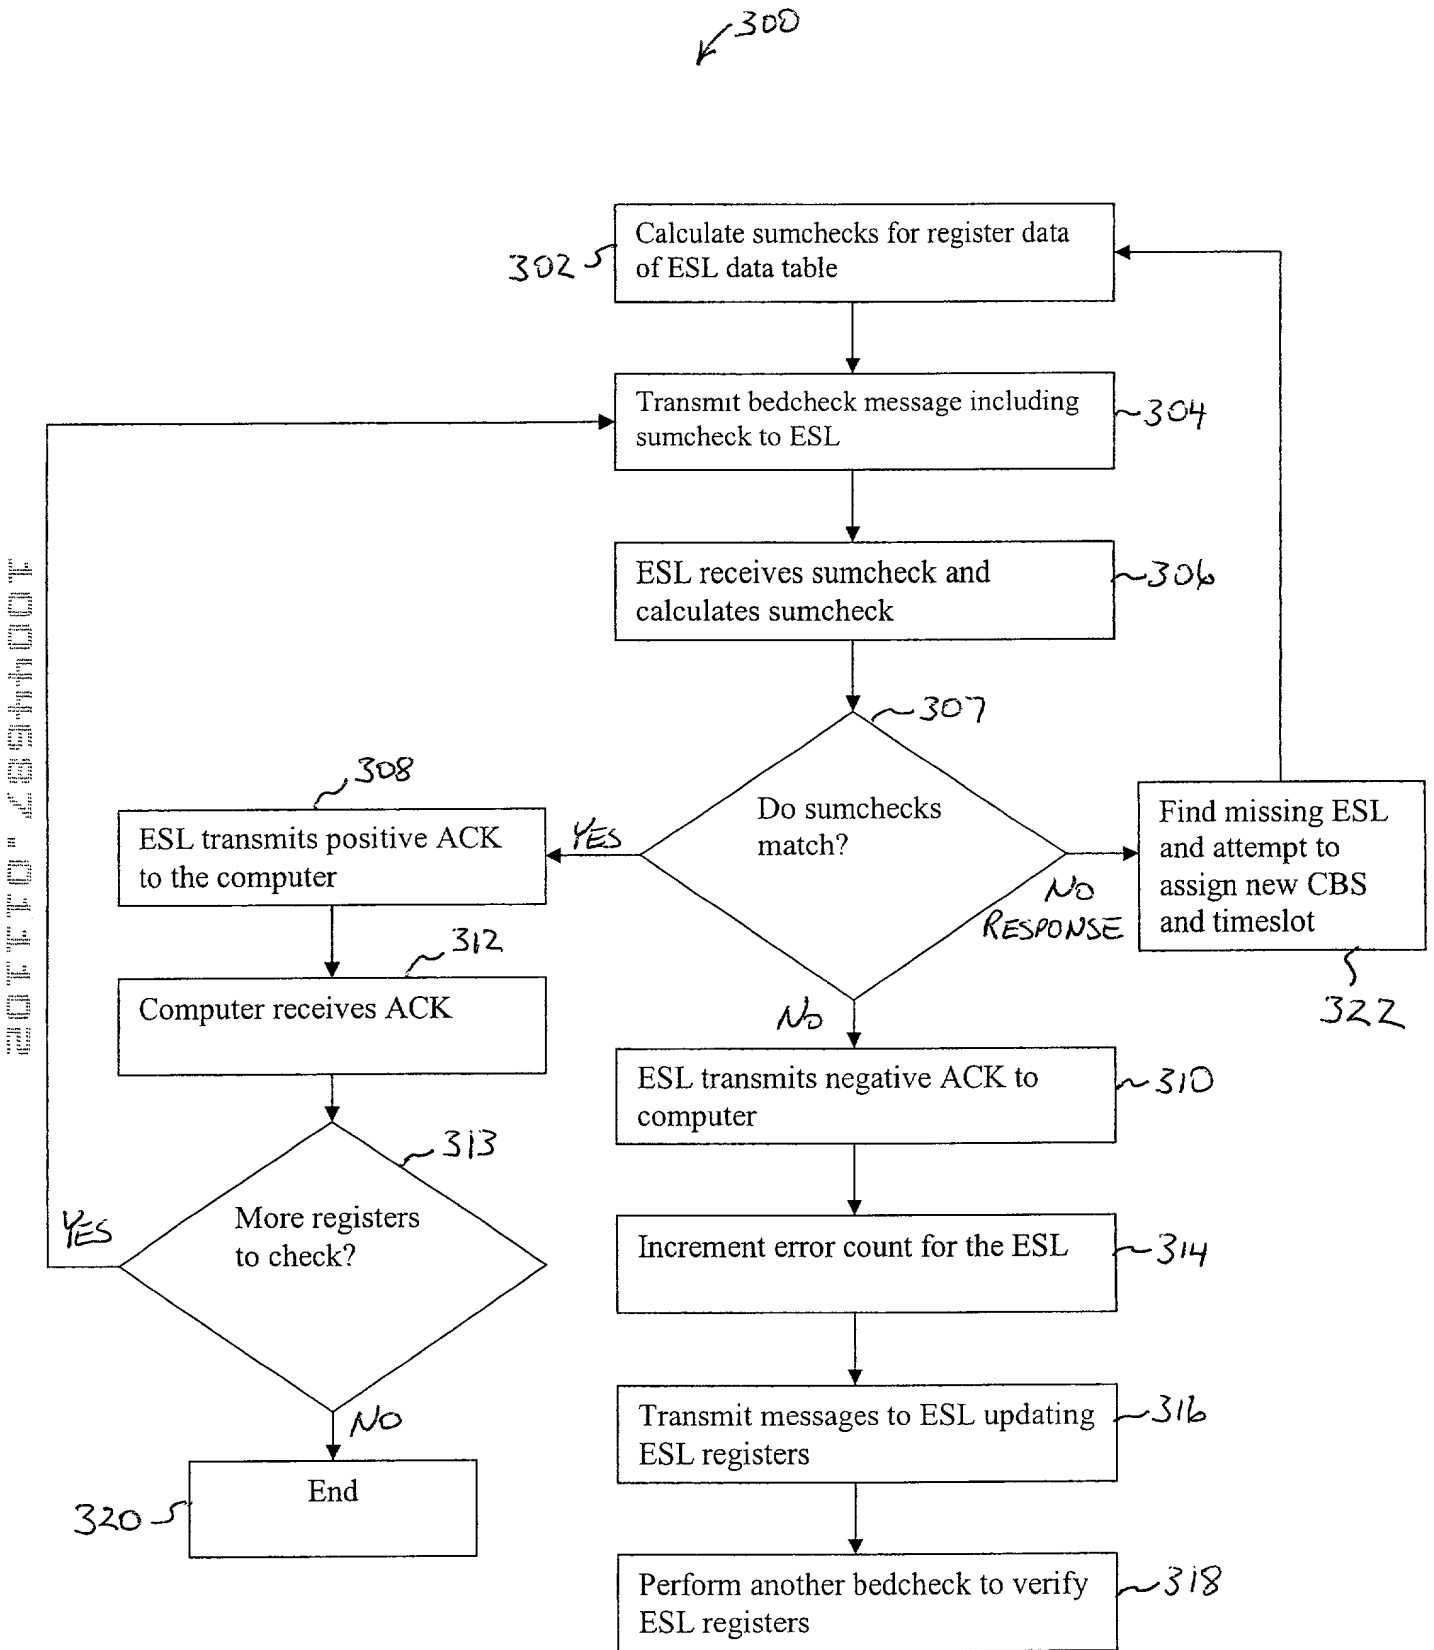 300
Calculate sumchecks for register data
of ESL data table
302
Transmit bedcheck message including
sumcheck to ESL
304
ESL receives sumcheck and
calculates sumcheck
306
307
Do sumchecks
match?
YES
NO
RESPONSE
NO
308
ESL transmits positive ACK
to the computer
Find missing ESL
and attempt to
assign new CBS
and timeslot
322
312
Computer receives ACK
ESL transmits negative ACK to
computer
310
313
More registers
to check?
YES
NO
Increment error count for the ESL
314
Transmit messages to ESL updating
ESL registers
316
End
320
Perform another bedcheck to verify
ESL registers
318